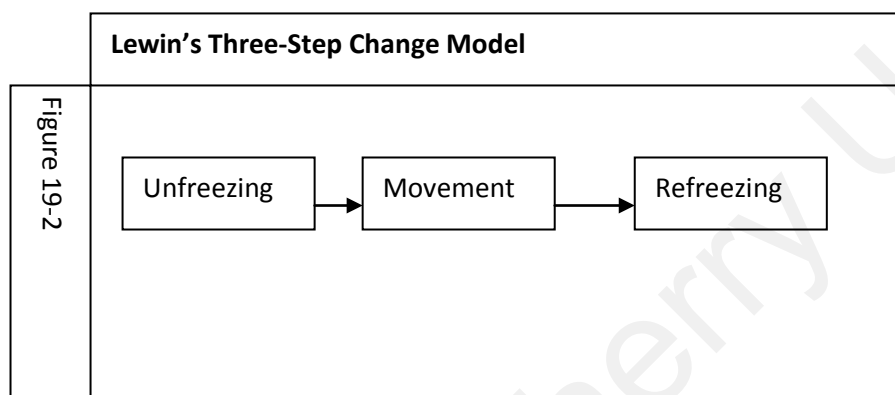 Lewin’s Three-Step Change Model
Figure 19-2
Unfreezing
Movement
Refreezing